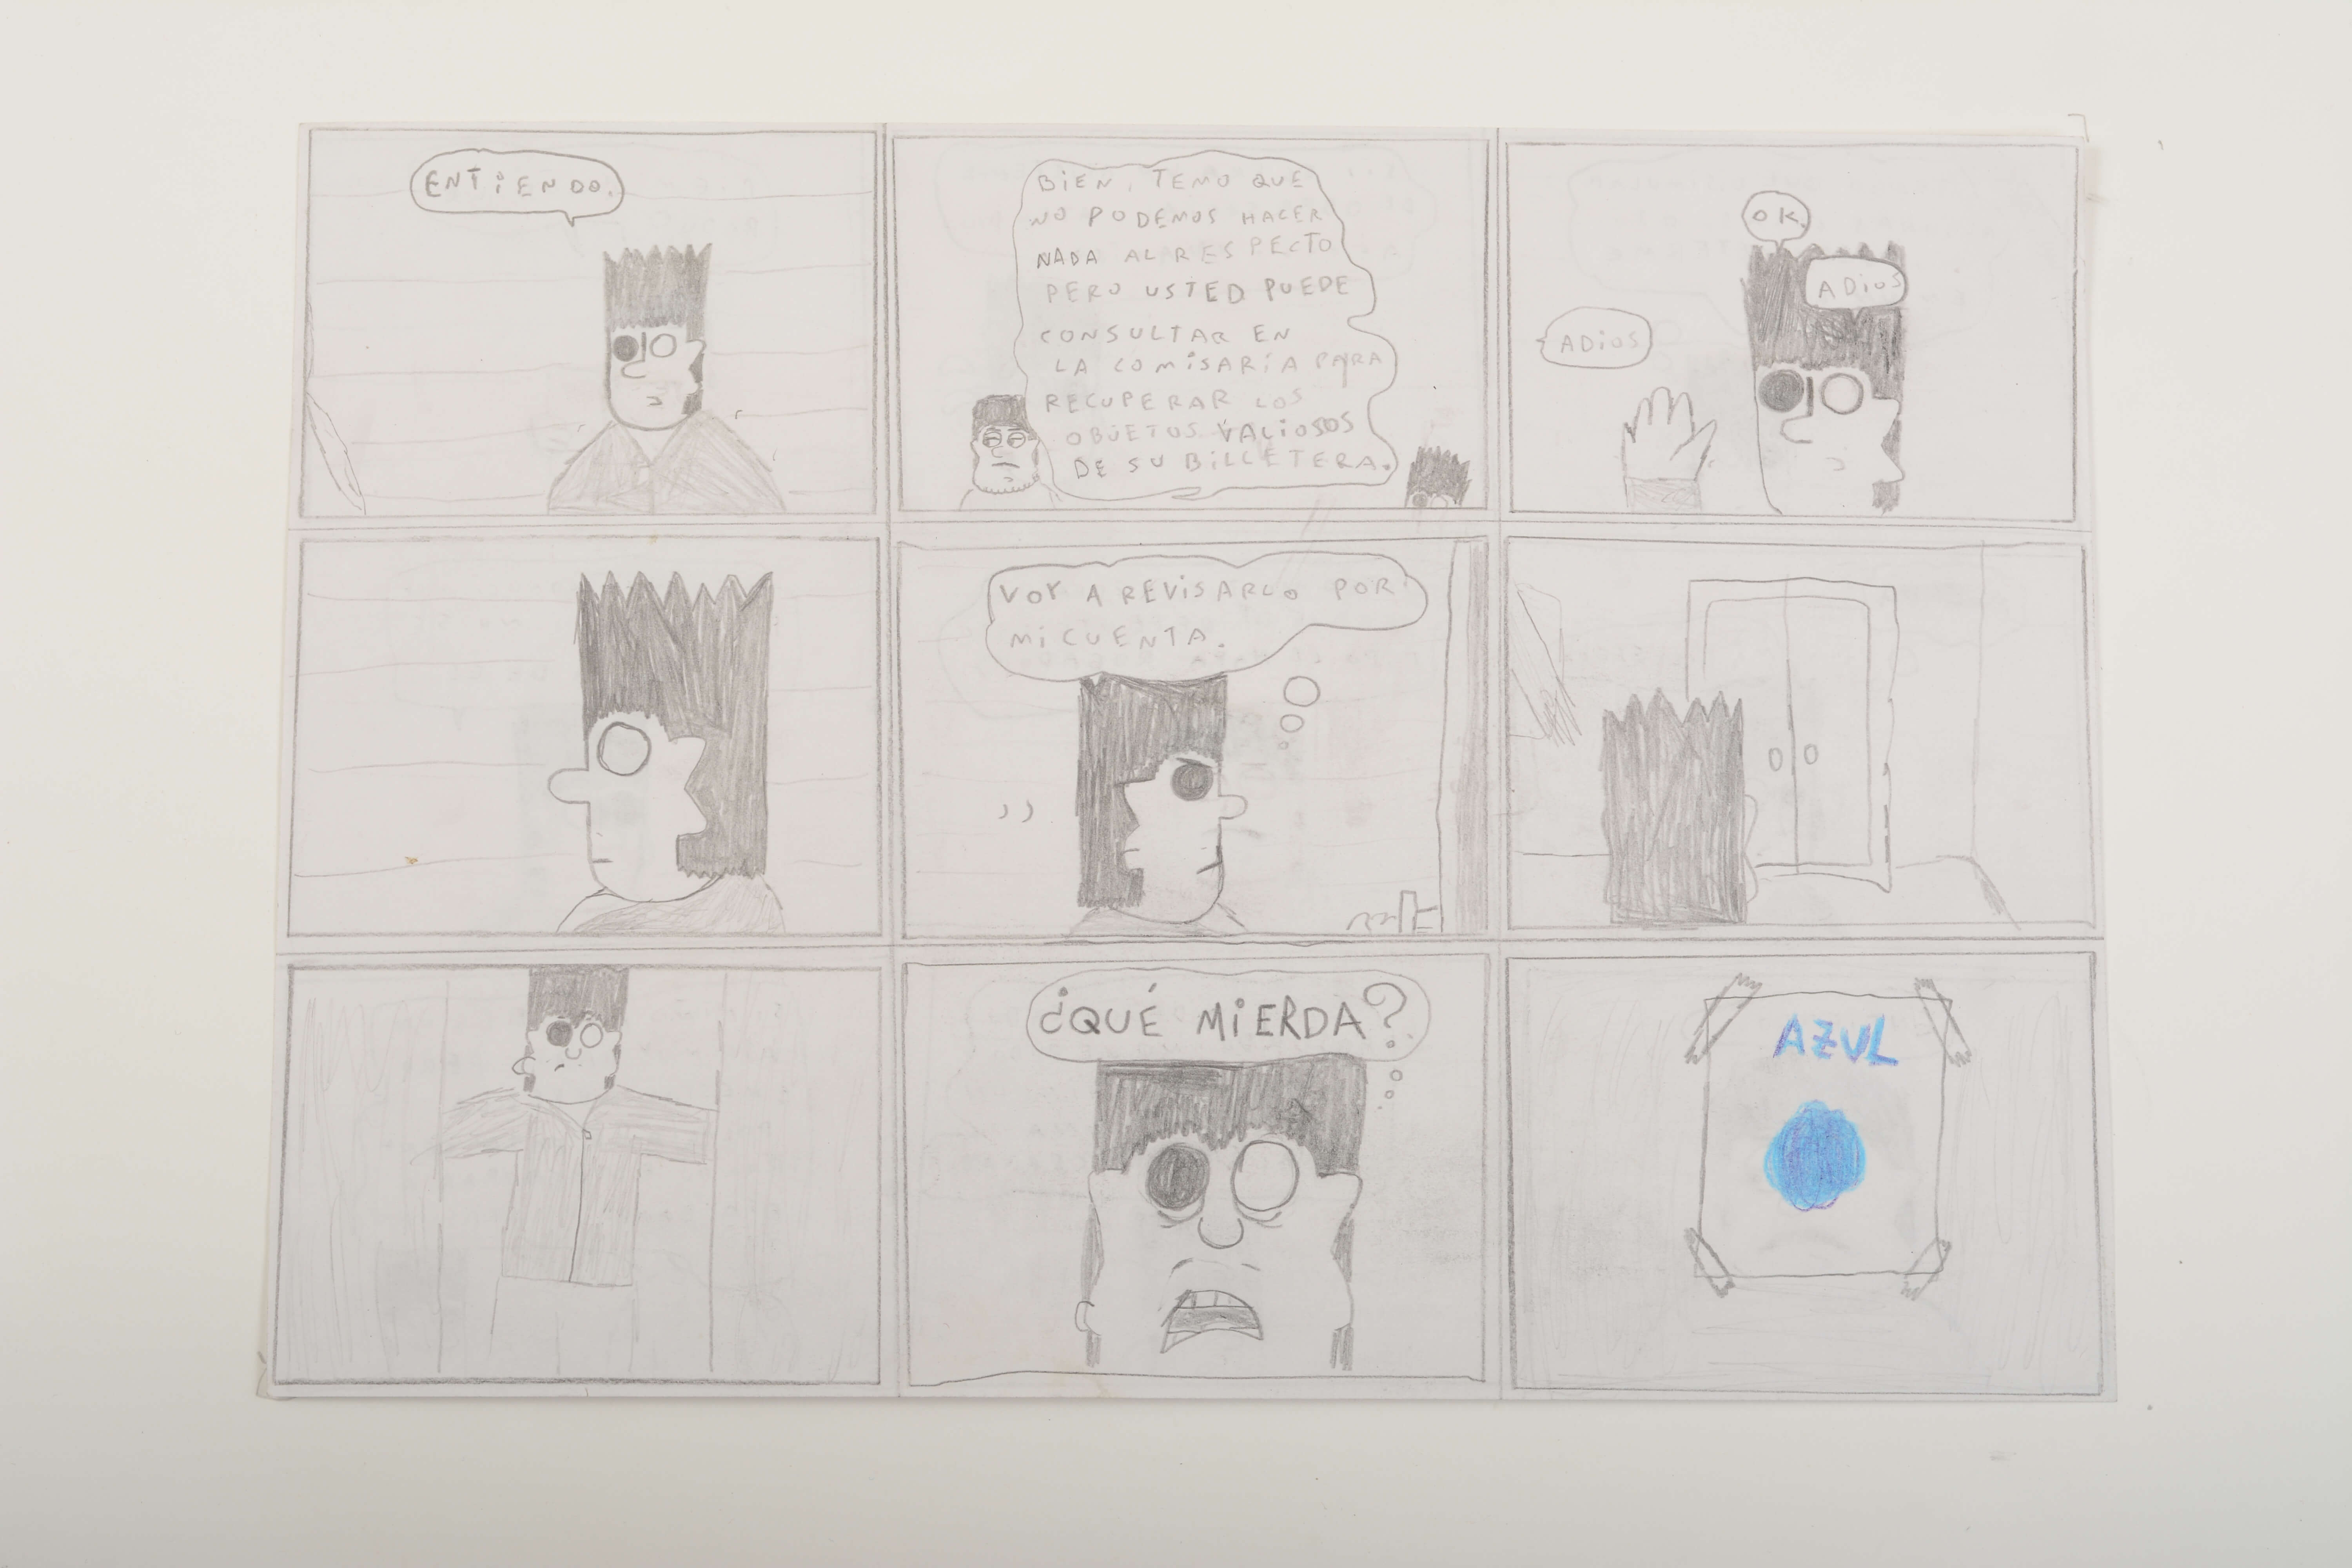 ENTIENDO.
BIEN, TEMO QUE
NO PODEMOS HACER
NADA AL RESPECTO
PERO USTED PUEDE
CONSULTAR EN
LA COMISARÍA PARA
RECUPERAR LOS
OBJETOS VALIOSOS
DE SU BILLETERA.
OK
ADIOS
ADIOS
VOY A REVISARLO POR
MI CUENTA.
¿QUÉ MIERDA?
AZUL